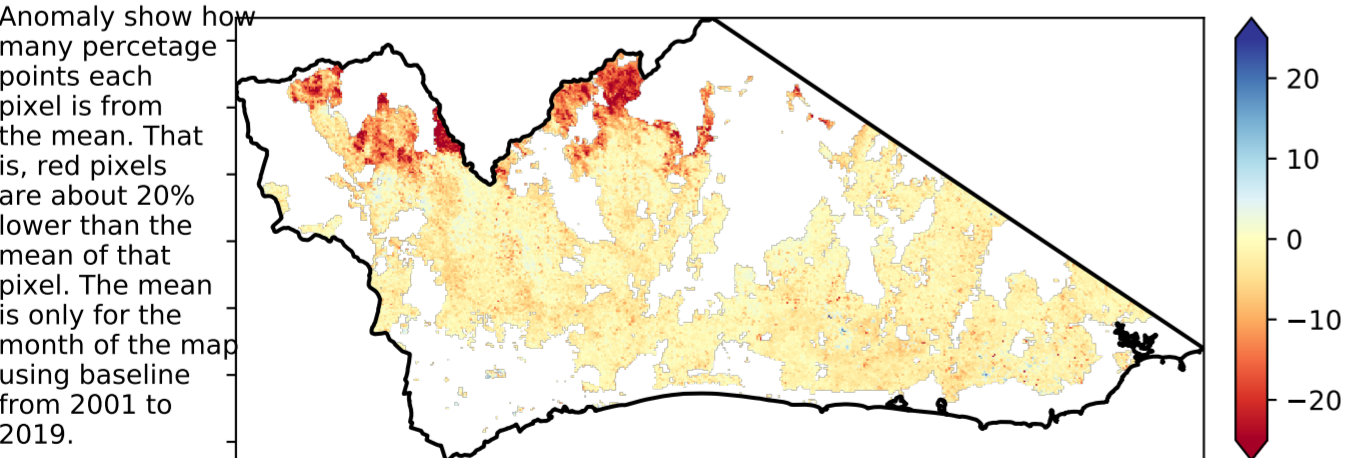 Anomaly show how
many percetage
points each
pixel is from
the mean. That
is, red pixels
are about 20%
lower than the
mean of that
pixel. The mean
is only for the
month of the map
using baseline
from 2001 to
2019.
20
10
0
−10
−20